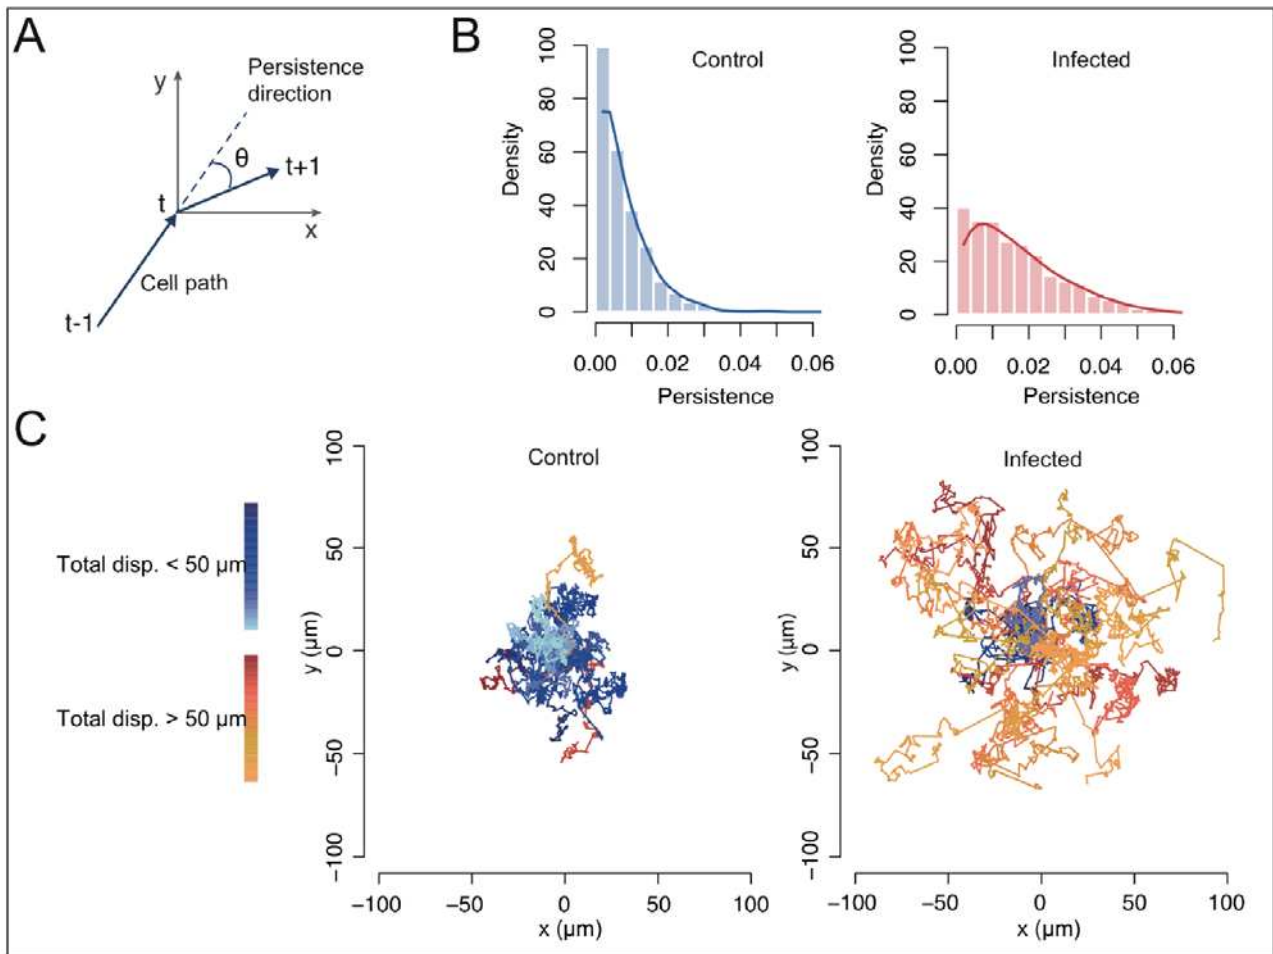 A
Persistence
direction
y
θ
t+1
t
x
Cell path
t-1
B
Control
Density
100
80
60
40
20
0
0.00 0.02 0.04 0.06
Persistence
Infected
Density
100
80
60
40
20
0
0.00 0.02 0.04 0.06
Persistence
C
Total disp. < 50 µm
Total disp. > 50 µm
Control
y (µm)
100
50
0
−50
−100
−100 −50 0 50 100
x (µm)
Infected
y (µm)
100
50
0
−50
−100
−100 −50 0 50 100
x (µm)